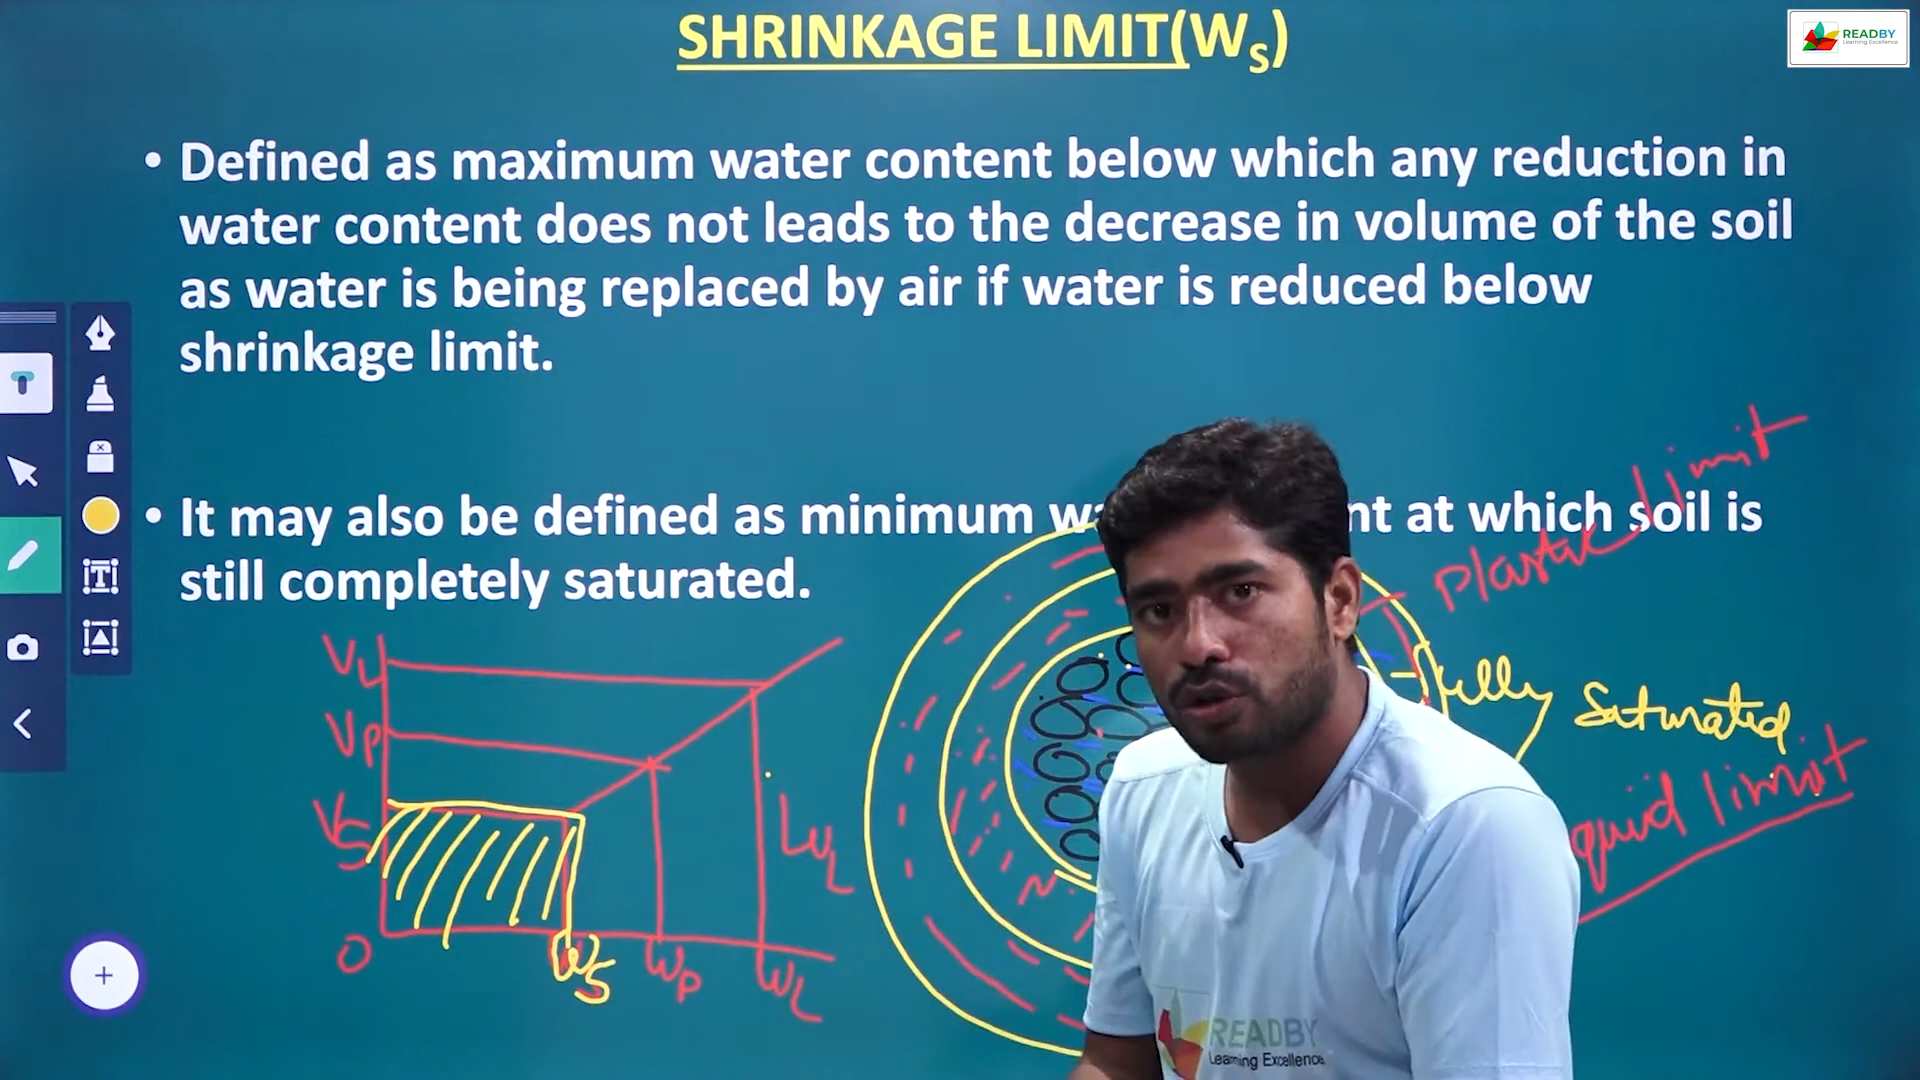 SHRINKAGE LIMIT(WS)
READBY
Learning Excellence
• Defined as maximum water content below which any reduction in
water content does not leads to the decrease in volume of the soil
as water is being replaced by air if water is reduced below
shrinkage limit.
• It may also be defined as minimum wa nt at which soil is
still completely saturated.
Plastic limit
fully saturated
quid limit
VL
VP
VS
0
WS
WP
WL
READBY
Learning Excellence